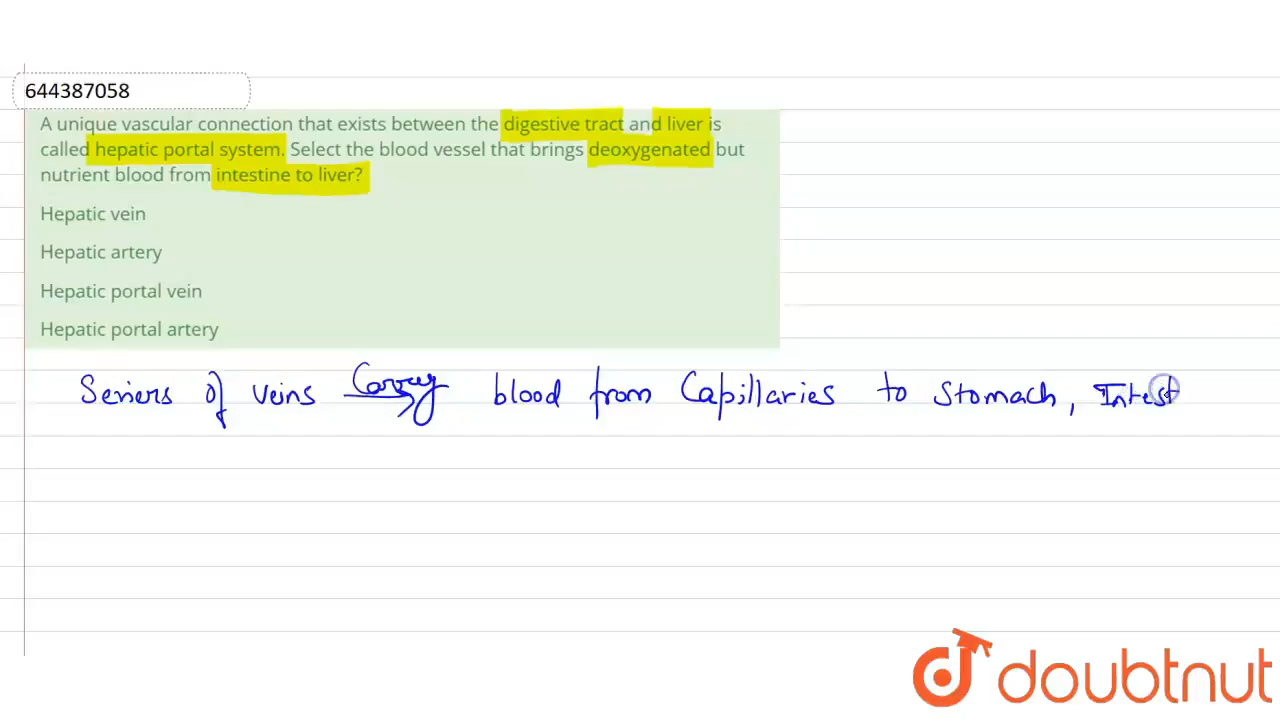 644387058
A unique vascular connection that exists between the digestive tract and liver is
called hepatic portal system. Select the blood vessel that brings deoxygenated but
nutrient blood from intestine to liver?
Hepatic vein
Hepatic artery
Hepatic portal vein
Hepatic portal artery
Seriers of veins Carry blood from Capillaries to Stomach, Intest
doubtnut